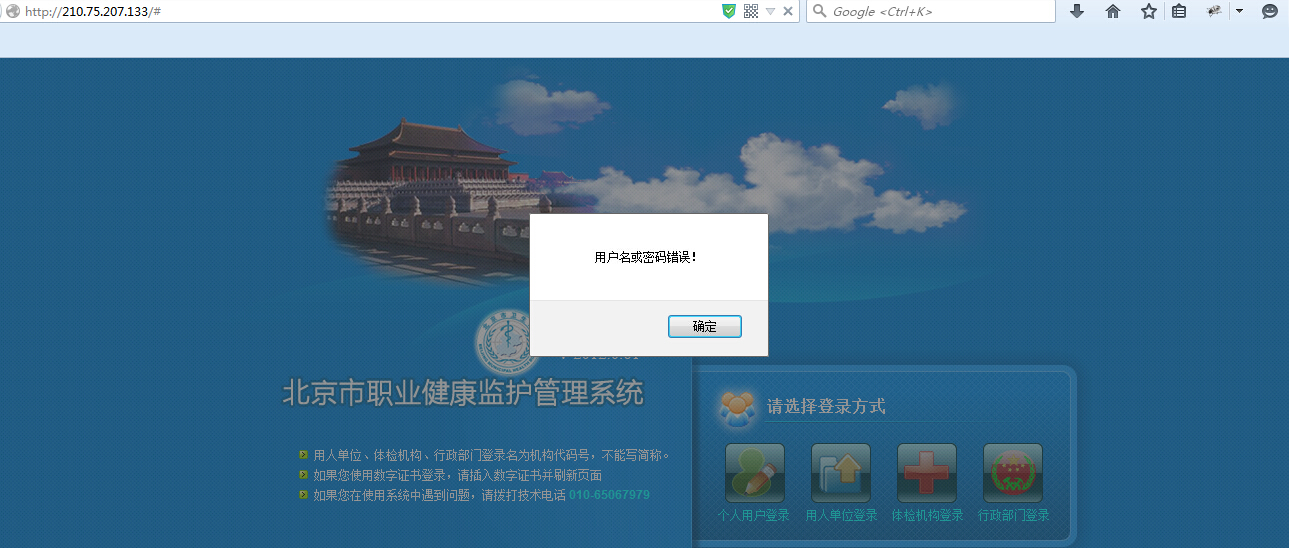 http://210.75.207.133/#
Google <Ctrl+K>
用户名或密码错误!
确定
北京市职业健康监护管理系统
用人单位、体检机构、行政部门登录名为机构代码号，不能写简称。
如果您使用数字证书登录，请插入数字证书并刷新页面
如果您在使用系统中遇到问题，请拨打技术电话 010-65067979
请选择登录方式
个人用户登录 用人单位登录 体检机构登录 行政部门登录